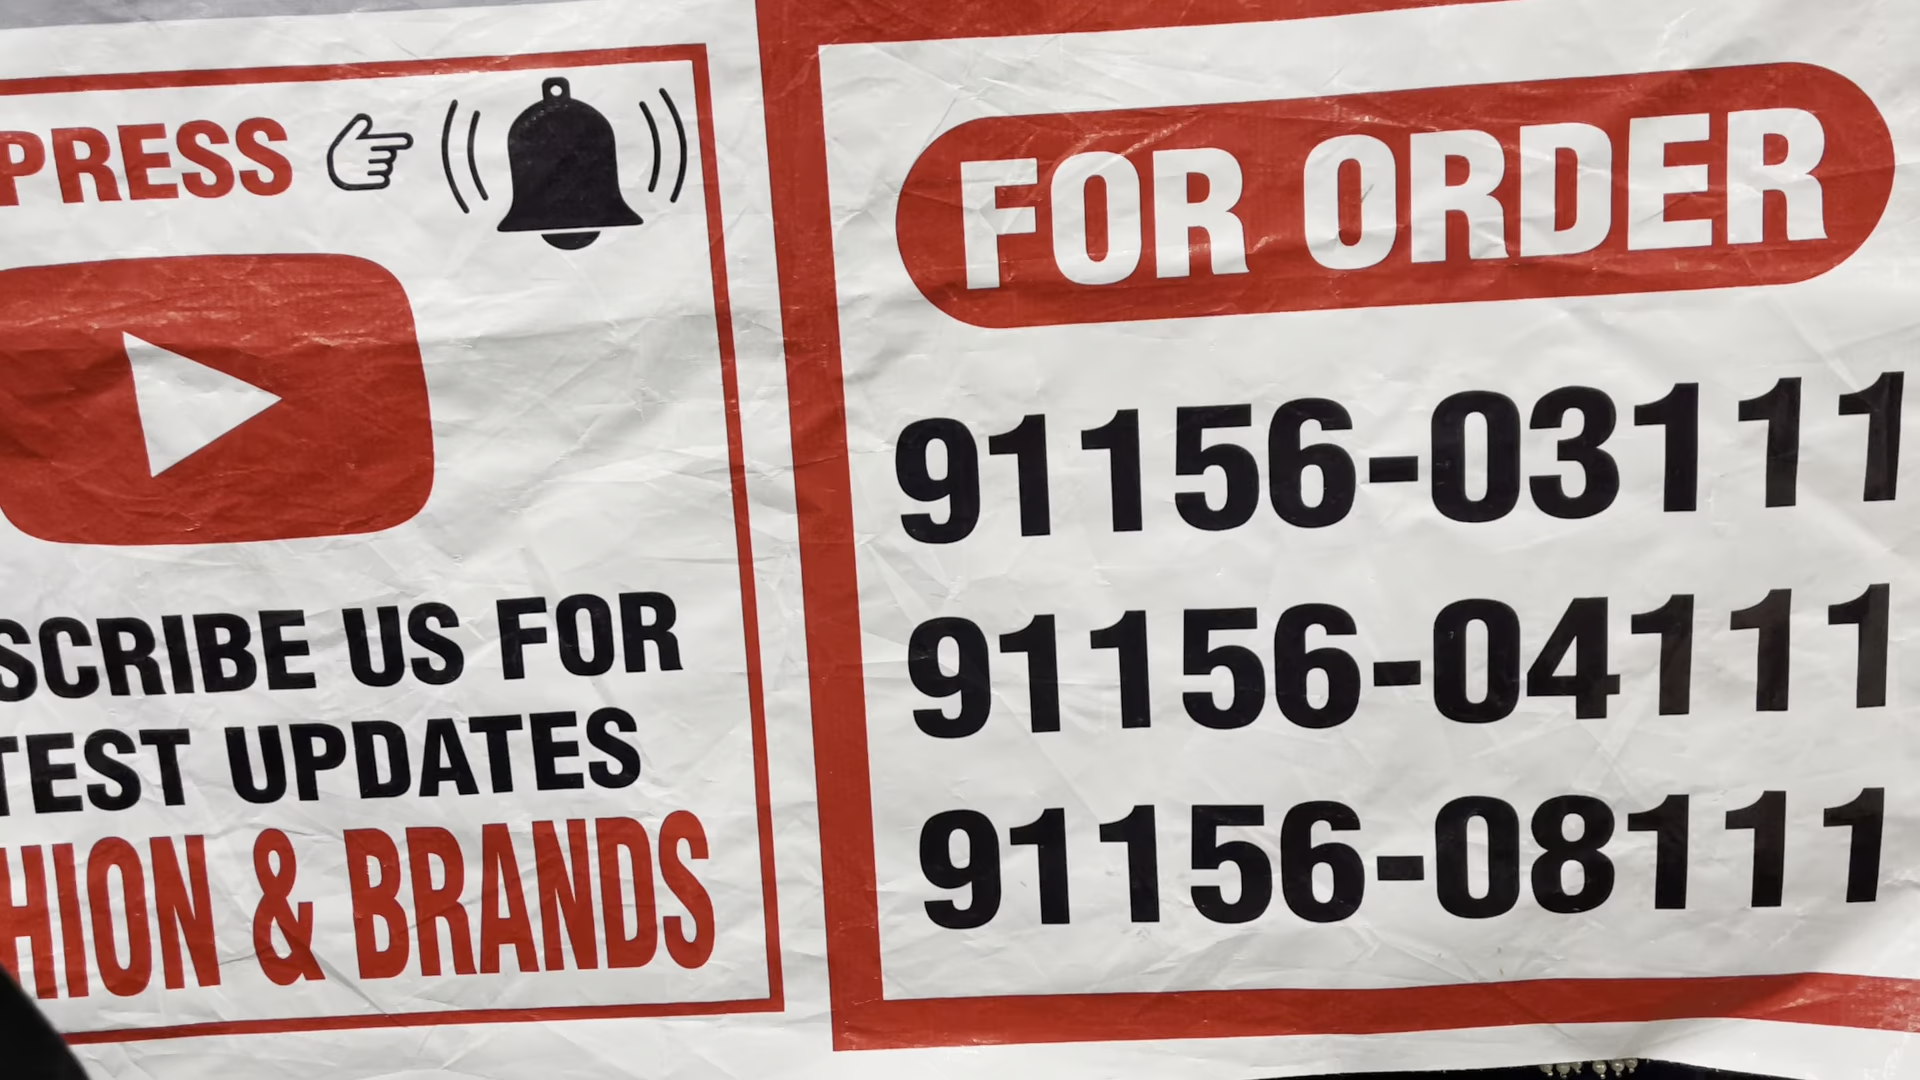 PRESS
SCRIBE US FOR
TEST UPDATES
HION & BRANDS
FOR ORDER
91156-03111
91156-04111
91156-08111